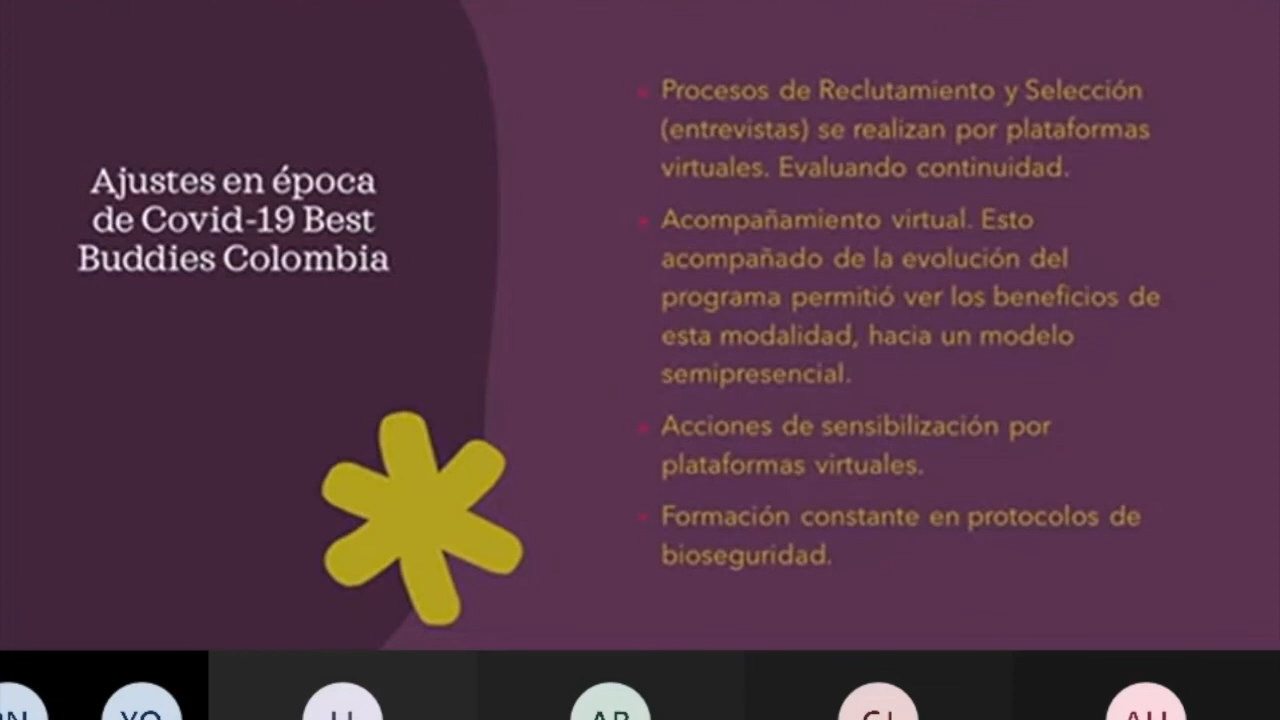 Ajustes en época
de Covid-19 Best
Buddies Colombia
Procesos de Reclutamiento y Selección
(entrevistas) se realizan por plataformas
virtuales. Evaluando continuidad.
Acompañamiento virtual. Esto
acompañado de la evolución del
programa permitió ver los beneficios de
esta modalidad, hacia un modelo
semipresencial.
Acciones de sensibilización por
plataformas virtuales.
Formación constante en protocolos de
bioseguridad.